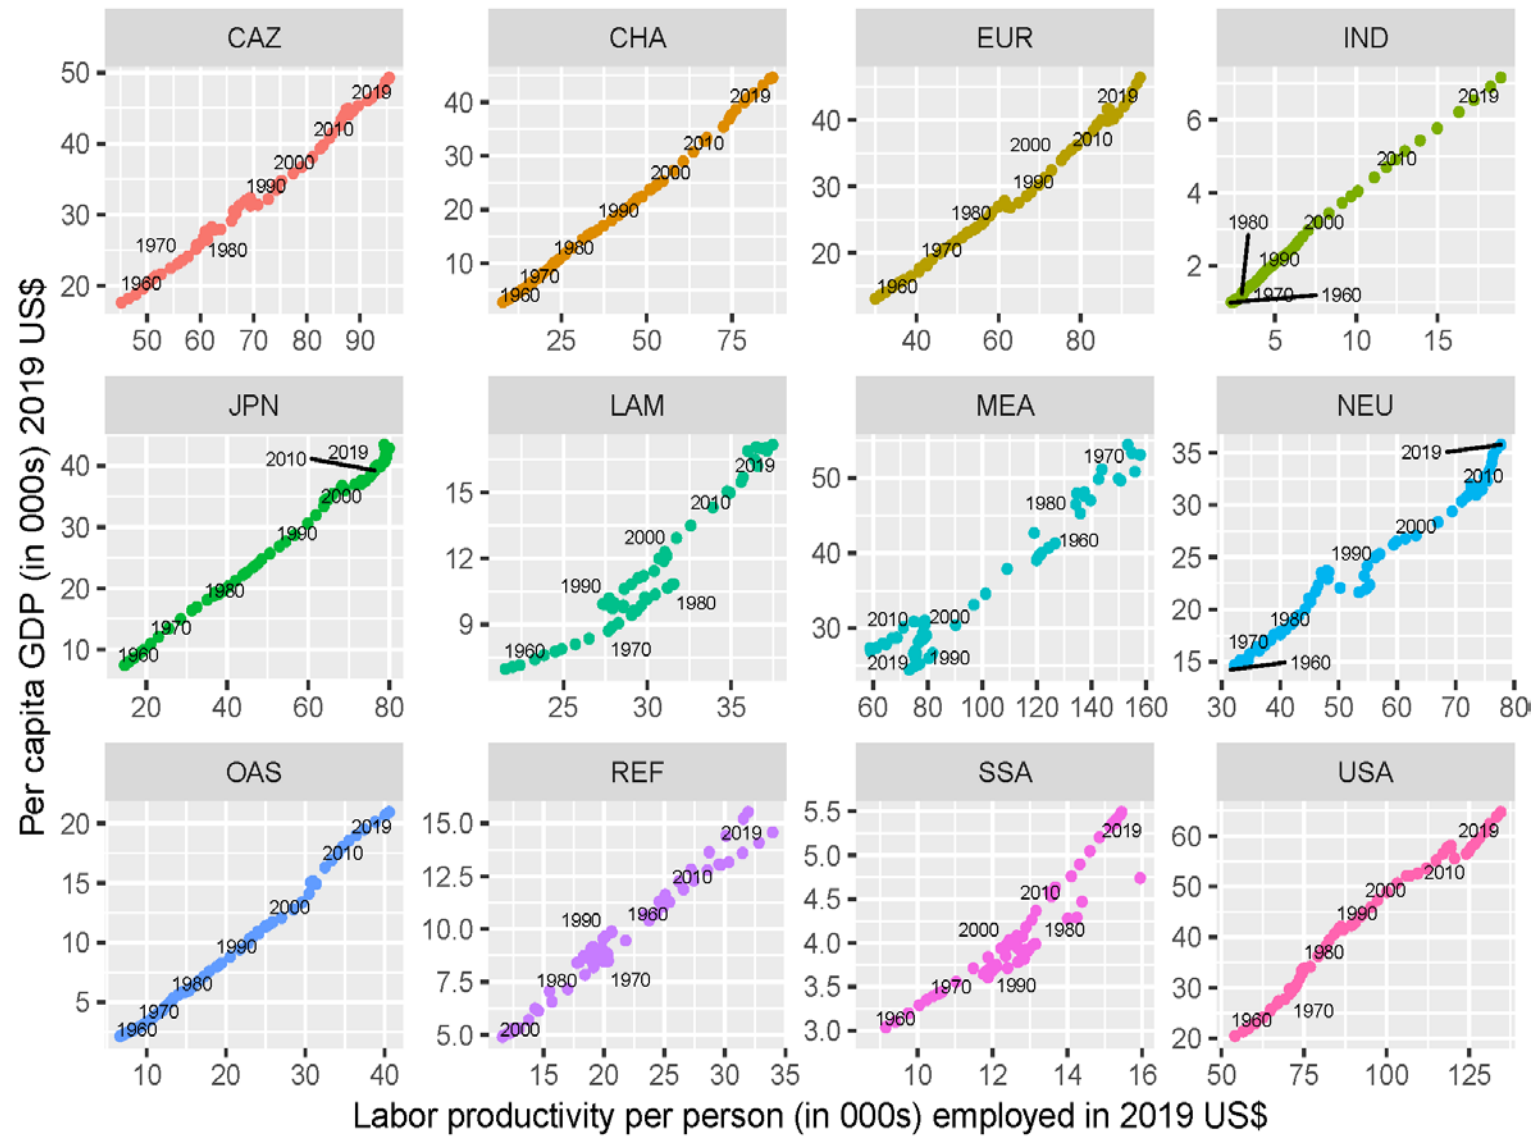 CAZ CHA EUR IND
50 40 30 20
2019 2010 2000 1990 1970 1980 1960
50 60 70 80 90
40 30 20 10
2019 2010 2000 1990 1980 1970 1960
25 50 75
40 30 20
2019 2010 2000 1990 1980 1970 1960
40 60 80
6 4 2
2019 2010 2000 1980 1990 1970 1960
5 10 15
JPN LAM MEA NEU
40 30 20 10
2019 2010 2000 1990 1980 1970 1960
20 40 60 80
15 12 9
2019 2010 2000 1990 1980 1970 1960
25 30 35
50 40 30
1970 1980 1960 2010 2000 1990 2019
60 80 100 120 140 160
35 30 25 20 15
2019 2010 2000 1990 1980 1970 1960
30 40 50 60 70 80
OAS REF SSA USA
20 15 10 5
2019 2010 2000 1990 1980 1970 1960
10 20 30 40
15.0 12.5 10.0 7.5 5.0
2019 2010 1960 1990 1980 1970 2000
15 20 25 30 35
5.5 5.0 4.5 4.0 3.5 3.0
2019 2010 2000 1980 1970 1990 1960
10 12 14 16
60 50 40 30 20
2019 2010 2000 1990 1980 1970 1960
50 75 100 125
Per capita GDP (in 000s) 2019 US$
Labor productivity per person (in 000s) employed in 2019 US$